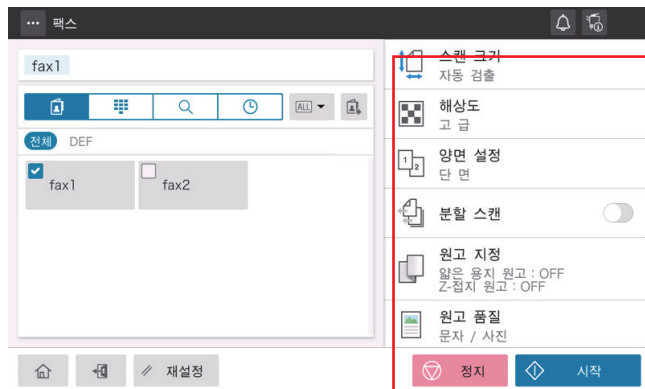 팩스
fax1
ALL
전체 DEF
fax1
fax2
스캔 크기
자동 검출
해상도
고 급
1 2
양면 설정
단 면
분할 스캔
원고 지정
얇은 용지 원고 : OFF
Z-접지 원고 : OFF
원고 품질
문자 / 사진
재설정
정지
시작